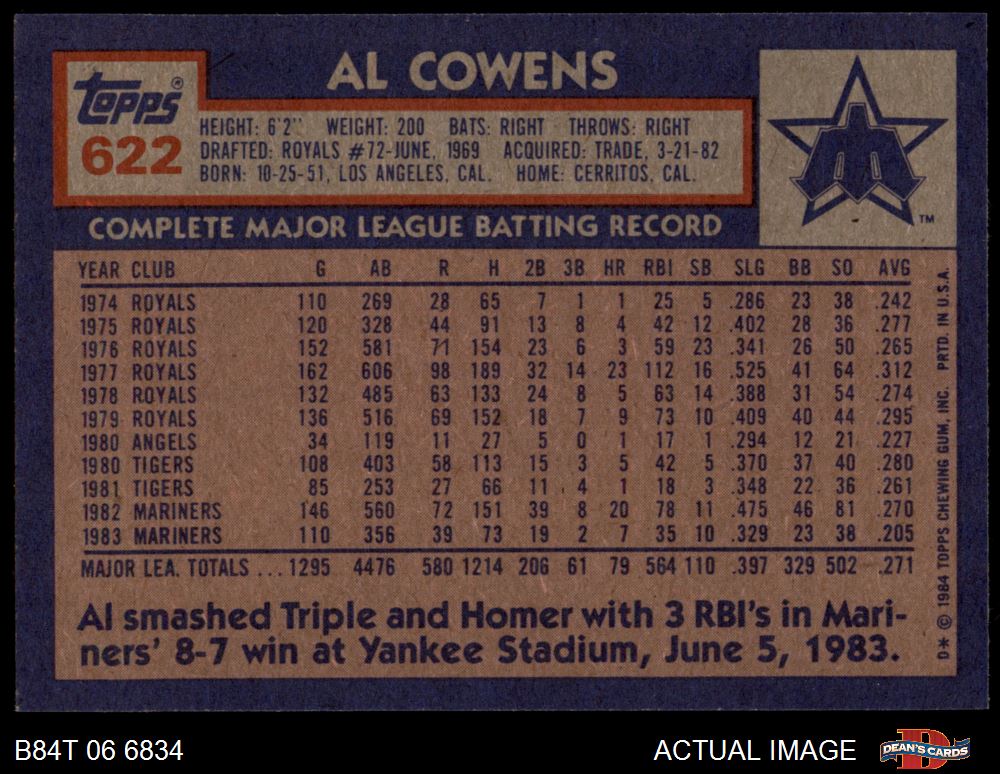 AL COWENS
Topps®
622
HEIGHT: 6'2" WEIGHT: 200 BATS: RIGHT THROWS: RIGHT
DRAFTED: ROYALS #72-JUNE, 1969 ACQUIRED: TRADE, 3-21-82
BORN: 10-25-51, LOS ANGELES, CAL. HOME: CERRITOS, CAL.
TM
COMPLETE MAJOR LEAGUE BATTING RECORD
YEAR CLUB G AB R H 2B 3B HR RBI SB SLG BB SO AVG
1974 ROYALS 110 269 28 65 7 1 1 25 5 .286 23 38 .242
1975 ROYALS 120 328 44 91 13 8 4 42 12 .402 28 36 .277
1976 ROYALS 152 581 71 154 23 6 3 59 23 .341 26 50 .265
1977 ROYALS 162 606 98 189 32 14 23 112 16 .525 41 64 .312
1978 ROYALS 132 485 63 133 24 8 5 63 14 .388 31 54 .274
1979 ROYALS 136 516 69 152 18 7 9 73 10 .409 40 44 .295
1980 ANGELS 34 119 11 27 5 0 1 17 1 .294 12 21 .227
1980 TIGERS 108 403 58 113 15 3 5 42 5 .370 37 40 .280
1981 TIGERS 85 253 27 66 11 4 1 18 3 .348 22 36 .261
1982 MARINERS 146 560 72 151 39 8 20 78 11 .475 46 81 .270
1983 MARINERS 110 356 39 73 19 2 7 35 10 .329 23 38 .205
MAJOR LEA. TOTALS ... 1295 4476 580 1214 206 61 79 564 110 .397 329 502 .271
Al smashed Triple and Homer with 3 RBI's in Mari-
ners' 8-7 win at Yankee Stadium, June 5, 1983.
D* © 1984 TOPPS CHEWING GUM, INC. PRTD. IN U.S.A.
B84T 06 6834
ACTUAL IMAGE
DEAN'S CARDS